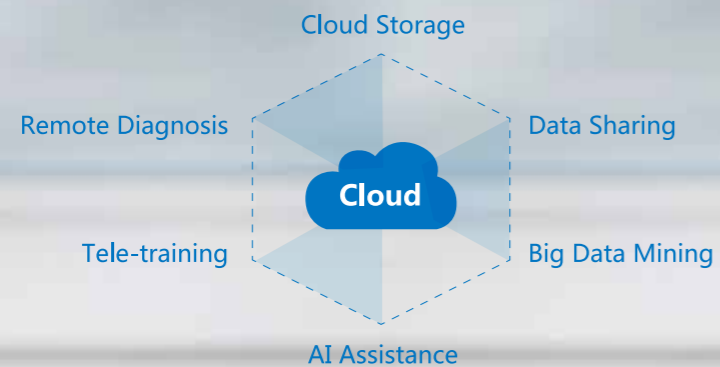 Cloud Storage
Remote Diagnosis
Data Sharing
Cloud
Tele-training
Big Data Mining
AI Assistance